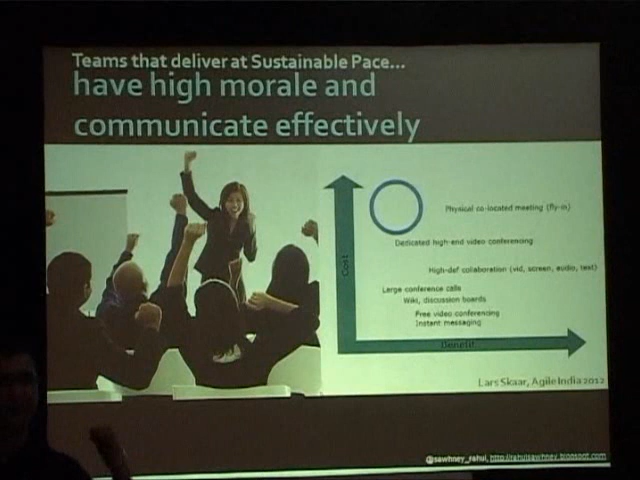 Teams that deliver at Sustainable Pace...
have high morale and
communicate effectively
Physical co-located meeting (fly-in)
Dedicated high-end video conferencing
High-def collaboration (vid, screen, audio, text)
Large conference calls
Wiki, discussion boards
Free video conferencing
Instant messaging
Cost
Benefit
Lars Skaar, Agile India 2012
@sawhney_rahul, http://rahulsawhney.blogspot.com